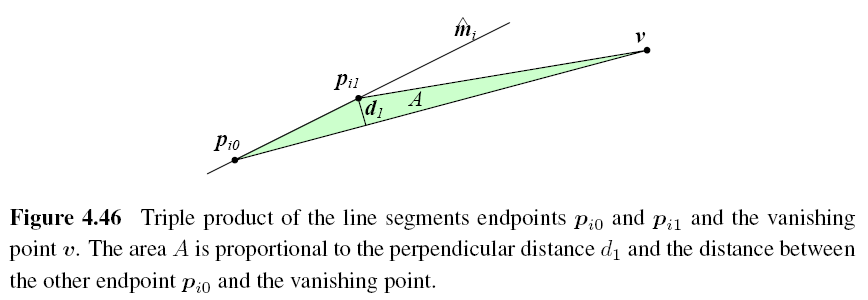 m̂ᵢ
v
pᵢ₁
d₁ A
pᵢ₀
Figure 4.46 Triple product of the line segments endpoints pᵢ₀ and pᵢ₁ and the vanishing
point v. The area A is proportional to the perpendicular distance d₁ and the distance between
the other endpoint pᵢ₀ and the vanishing point.